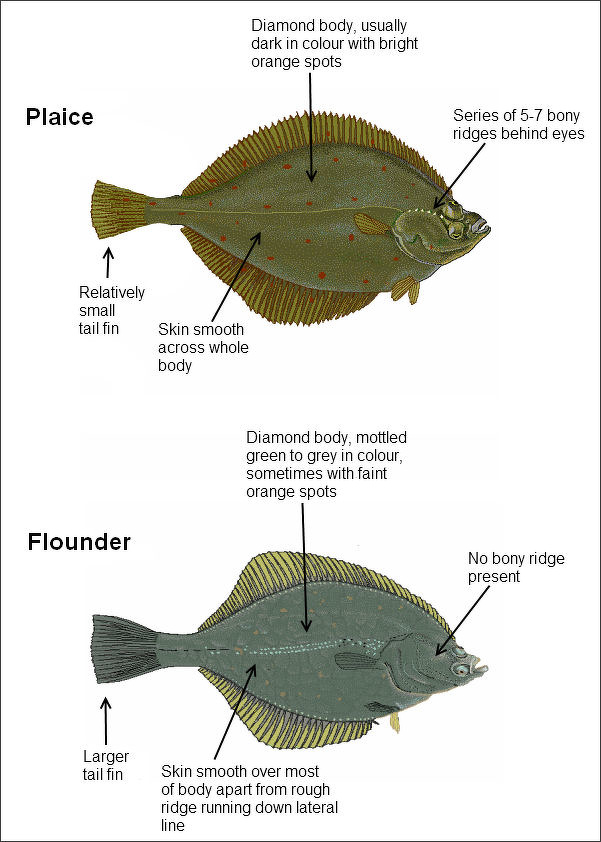 Diamond body, usually
dark in colour with bright
orange spots
Plaice
Series of 5-7 bony
ridges behind eyes
Relatively
small
tail fin
Skin smooth
across whole
body
Diamond body, mottled
green to grey in colour,
sometimes with faint
orange spots
Flounder
No bony ridge
present
Larger
tail fin
Skin smooth over most
of body apart from rough
ridge running down lateral
line